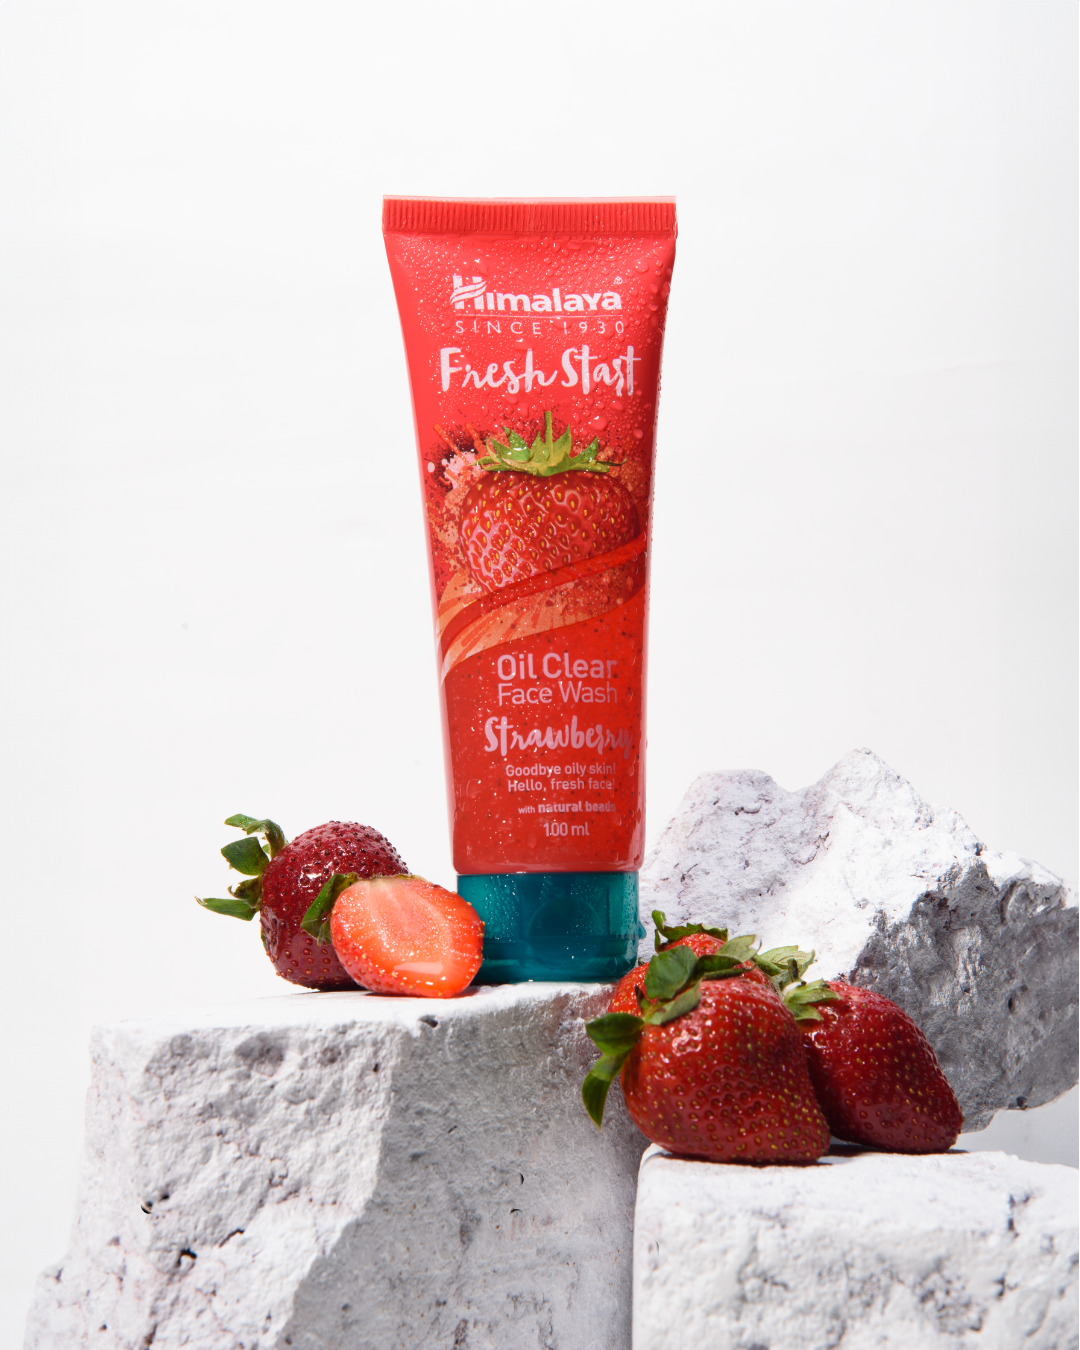 Himalaya®
SINCE 1930
Fresh Start
Oil Clear
Face Wash
Strawberry
Goodbye oily skin!
Hello, fresh face!
with natural beads
100 ml